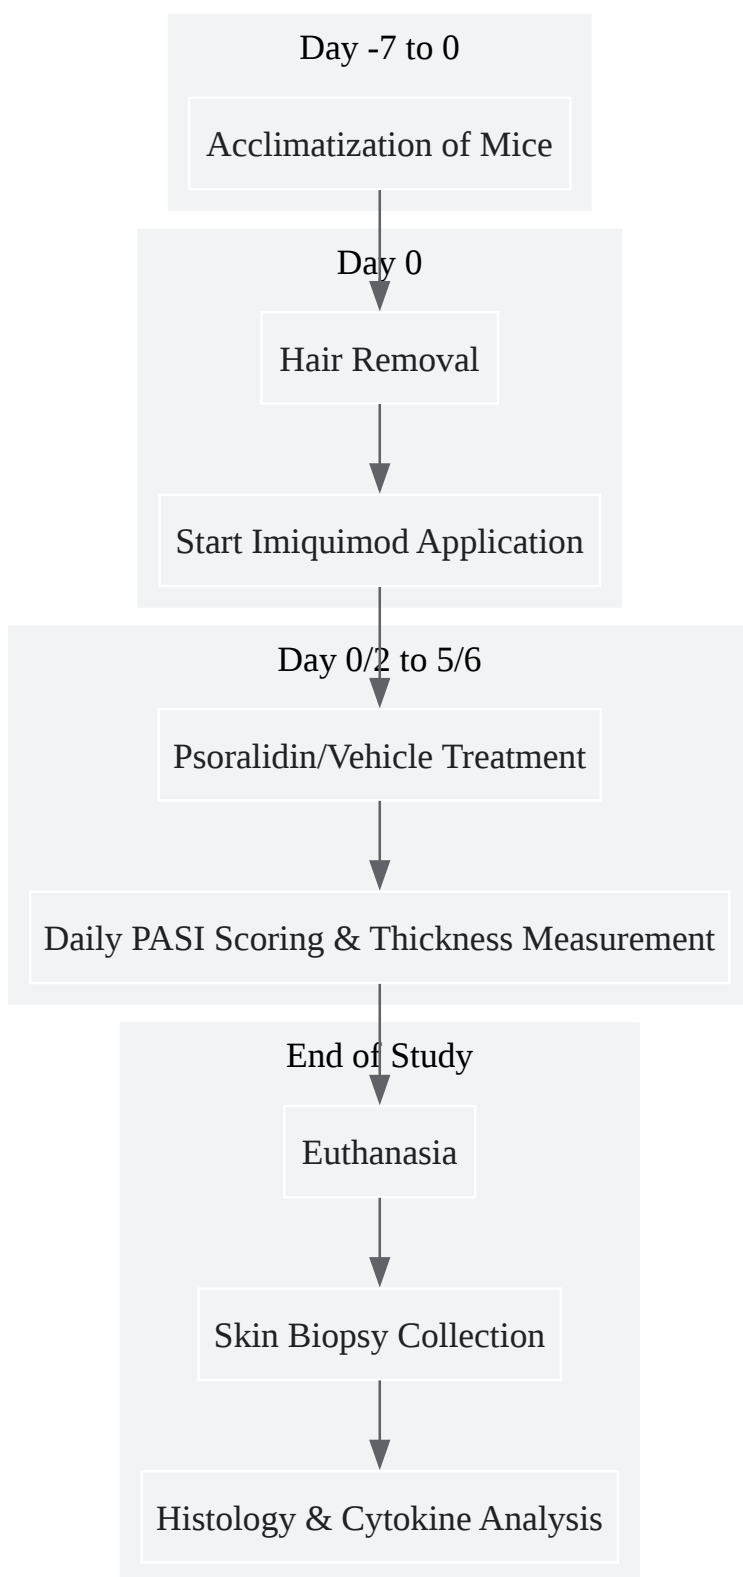 Day -7 to 0
Acclimatization of Mice
Day 0
Hair Removal
Start Imiquimod Application
Day 0/2 to 5/6
Psoralidin/Vehicle Treatment
Daily PASI Scoring & Thickness Measurement
End of Study
Euthanasia
Skin Biopsy Collection
Histology & Cytokine Analysis